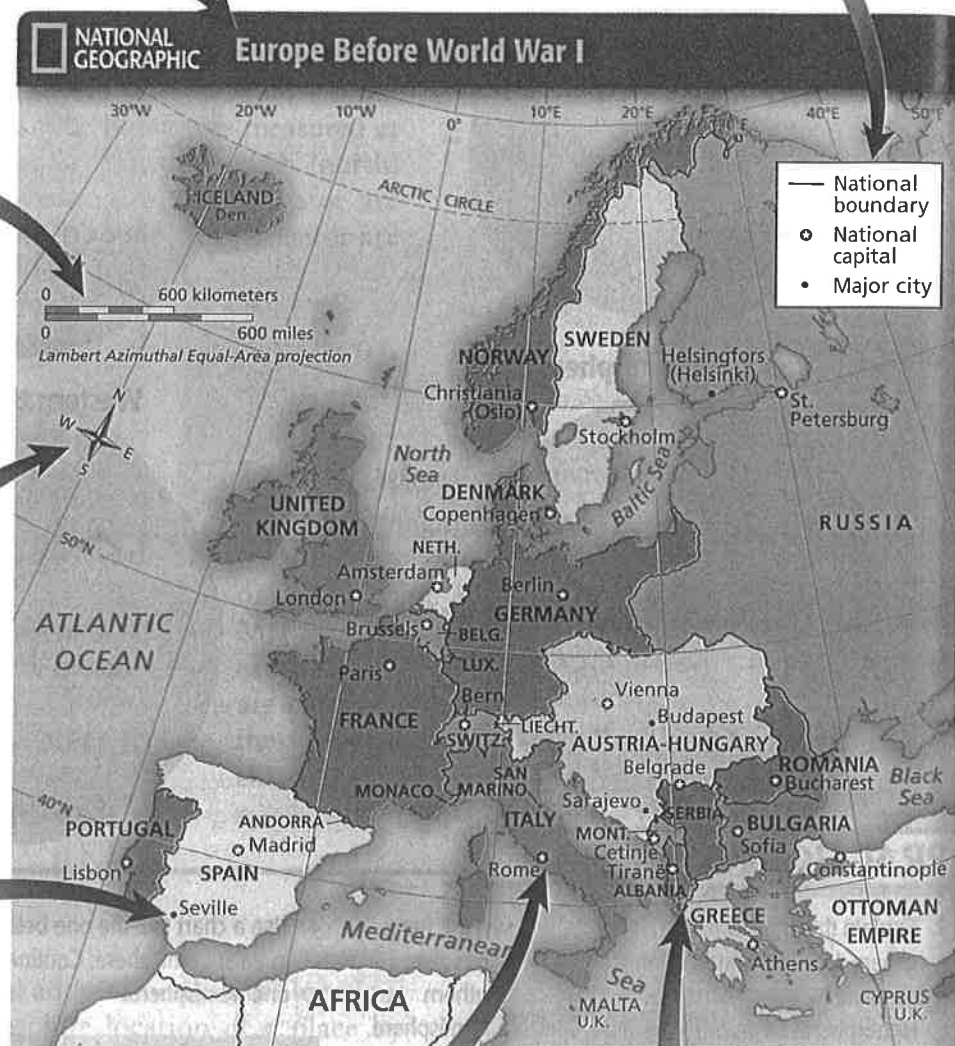 NATIONAL
GEOGRAPHIC
Europe Before World War I
30°W
20°W
10°W
0°
10°E
20°E
30°E
40°E
50°E
ICELAND
Den.
ARCTIC CIRCLE
National
boundary
National
capital
Major city
0
600 kilometers
0
600 miles
Lambert Azimuthal Equal-Area projection
N
W
E
S
NORWAY
SWEDEN
Helsingfors
(Helsinki)
Christiania
(Oslo)
Stockholm
St.
Petersburg
North
Sea
Baltic Sea
DENMARK
Copenhagen
UNITED
KINGDOM
RUSSIA
50°N
NETH.
Amsterdam
London
Berlin
GERMANY
ATLANTIC
OCEAN
Brussels
BELG.
Paris
LUX.
Bern
Vienna
Budapest
FRANCE
SWITZ.
LIECHT.
AUSTRIA-HUNGARY
Belgrade
ROMANIA
Bucharest
Black
Sea
MONACO
SAN
MARINO
ITALY
Sarajevo
SERBIA
BULGARIA
Sofia
40°N
PORTUGAL
Lisbon
ANDORRA
Madrid
SPAIN
MONT.
Cetinje
Tiranë
ALBANIA
Rome
Constantinople
Seville
GREECE
Athens
OTTOMAN
EMPIRE
Mediterranean
Sea
AFRICA
MALTA
U.K.
CYPRUS
U.K.